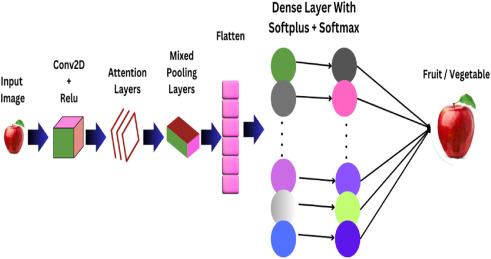 Input
Image
Conv2D
+
Relu
Attention
Layers
Mixed
Pooling
Layers
Flatten
Dense Layer With
Softplus + Softmax
Fruit / Vegetable